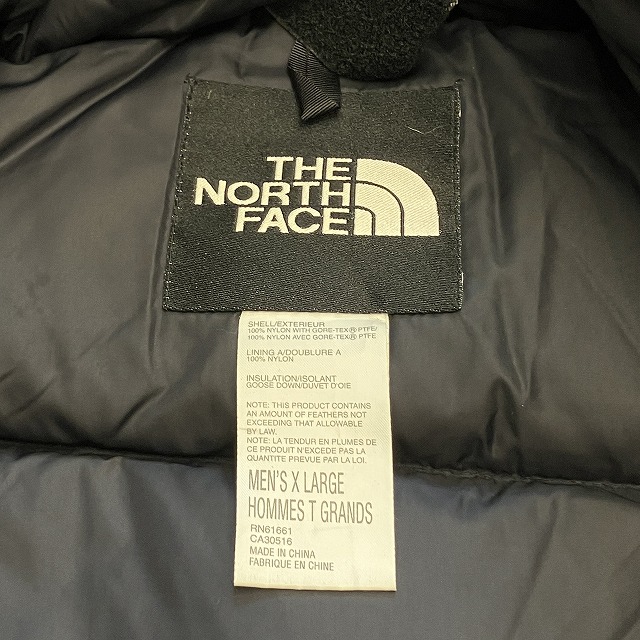 THE
NORTH
FACE
SHELL/EXTERIEUR
100% NYLON WITH GORE-TEX® PTFE/
100% NYLON AVEC GORE-TEX® PTFE
LINING A/DOUBLURE A
100% NYLON
INSULATION/ISOLANT
GOOSE DOWN/DUVET D'OIE
NOTE: THIS PRODUCT CONTAINS
AN AMOUNT OF FEATHERS NOT
EXCEEDING THAT ALLOWABLE
BY LAW.
NOTE: LA TENDUR EN PLUMES DE
CE PRODUIT N'EXCEDE PAS LA
QUANTITE PREVUE PAR LA LOI.
MEN'S X LARGE
HOMMES T GRANDS
RN61661
CA30516
MADE IN CHINA
FABRIQUE EN CHINE